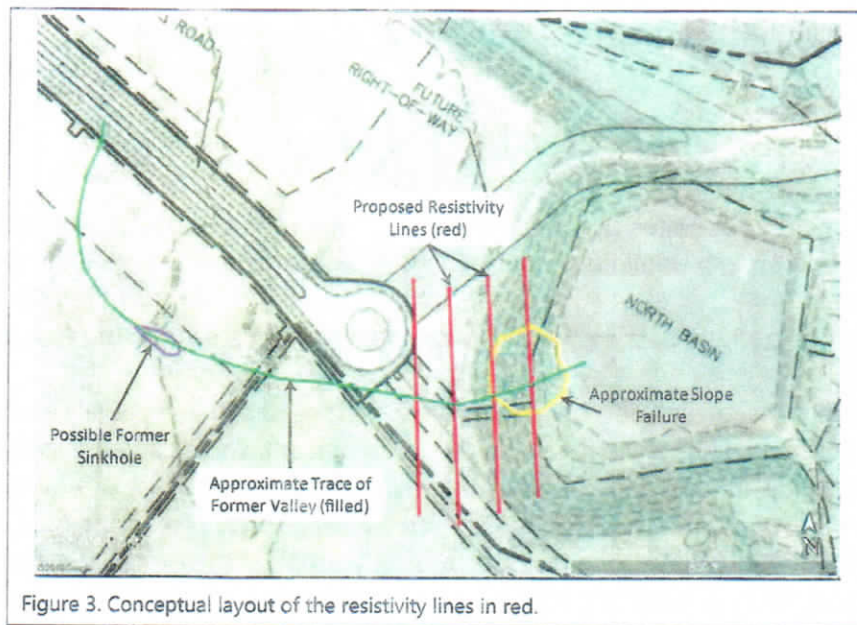 ROAD
FUTURE
RIGHT-OF-WAY
Proposed Resistivity
Lines (red)
NORTH BASIN
Approximate Slope
Failure
Possible Former
Sinkhole
Approximate Trace of
Former Valley (filled)
N
Figure 3. Conceptual layout of the resistivity lines in red.